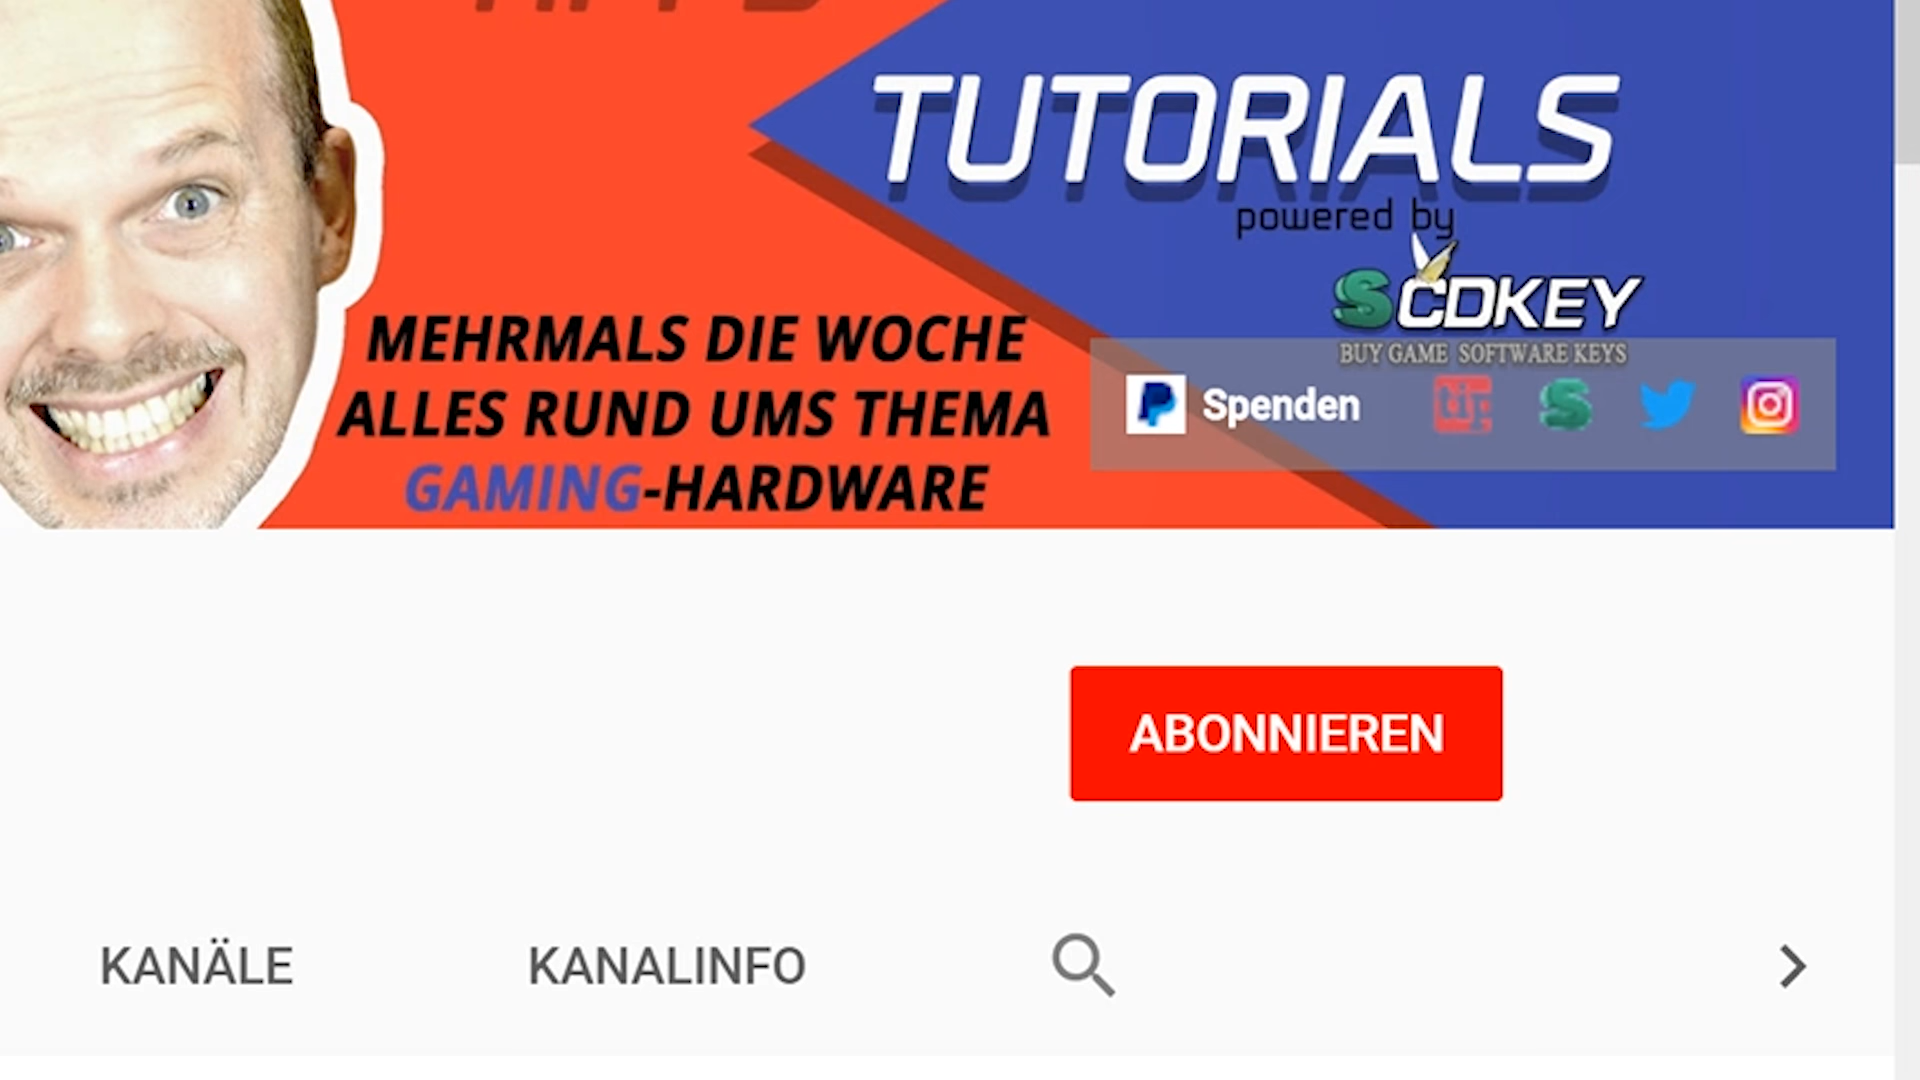 TUTORIALS
powered by
SCDKEY
BUY GAME SOFTWARE KEYS
MEHRMALS DIE WOCHE
ALLES RUND UMS THEMA
GAMING-HARDWARE
Spenden
ABONNIEREN
KANÄLE
KANALINFO